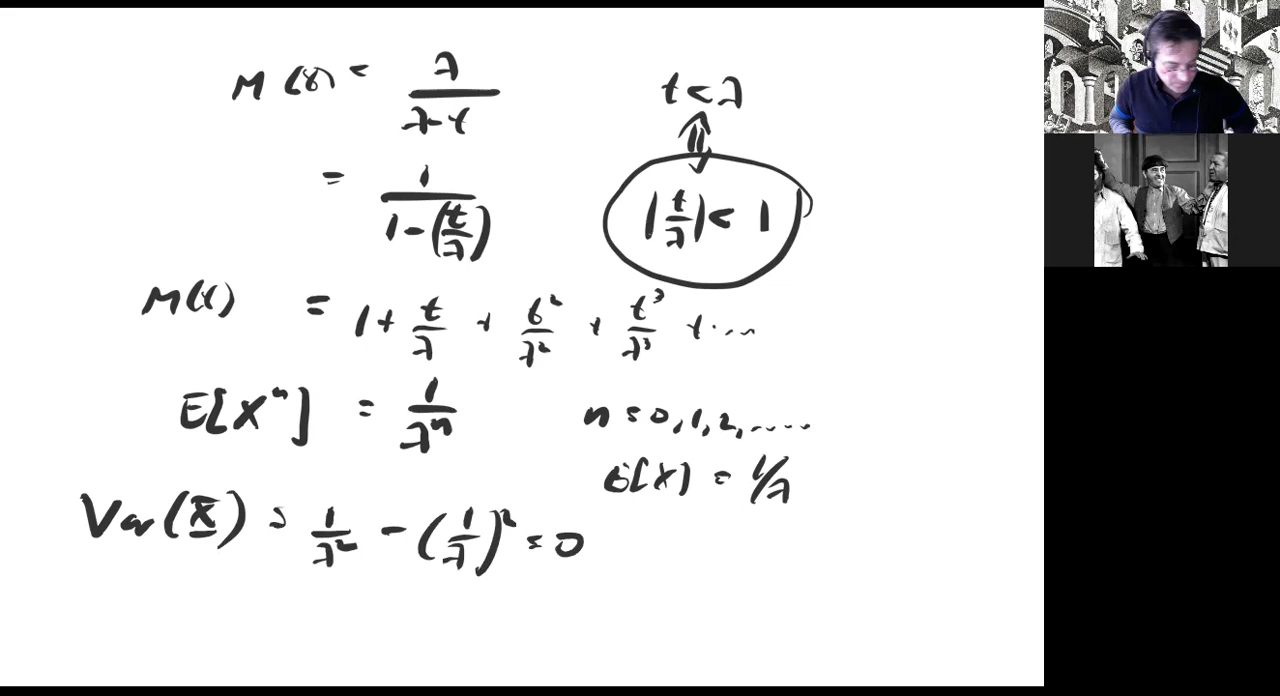 M(t) = λ/(λ-t)
t < λ
⇕
= 1/(1-(t/λ))
|t/λ| < 1
M(t) = 1 + t/λ + t²/λ² + t³/λ³ + ...
E[Xⁿ] = 1/λⁿ
n = 0, 1, 2, .....
E[X] = 1/λ
Var(X) = 1/λ² - (1/λ)² = 0